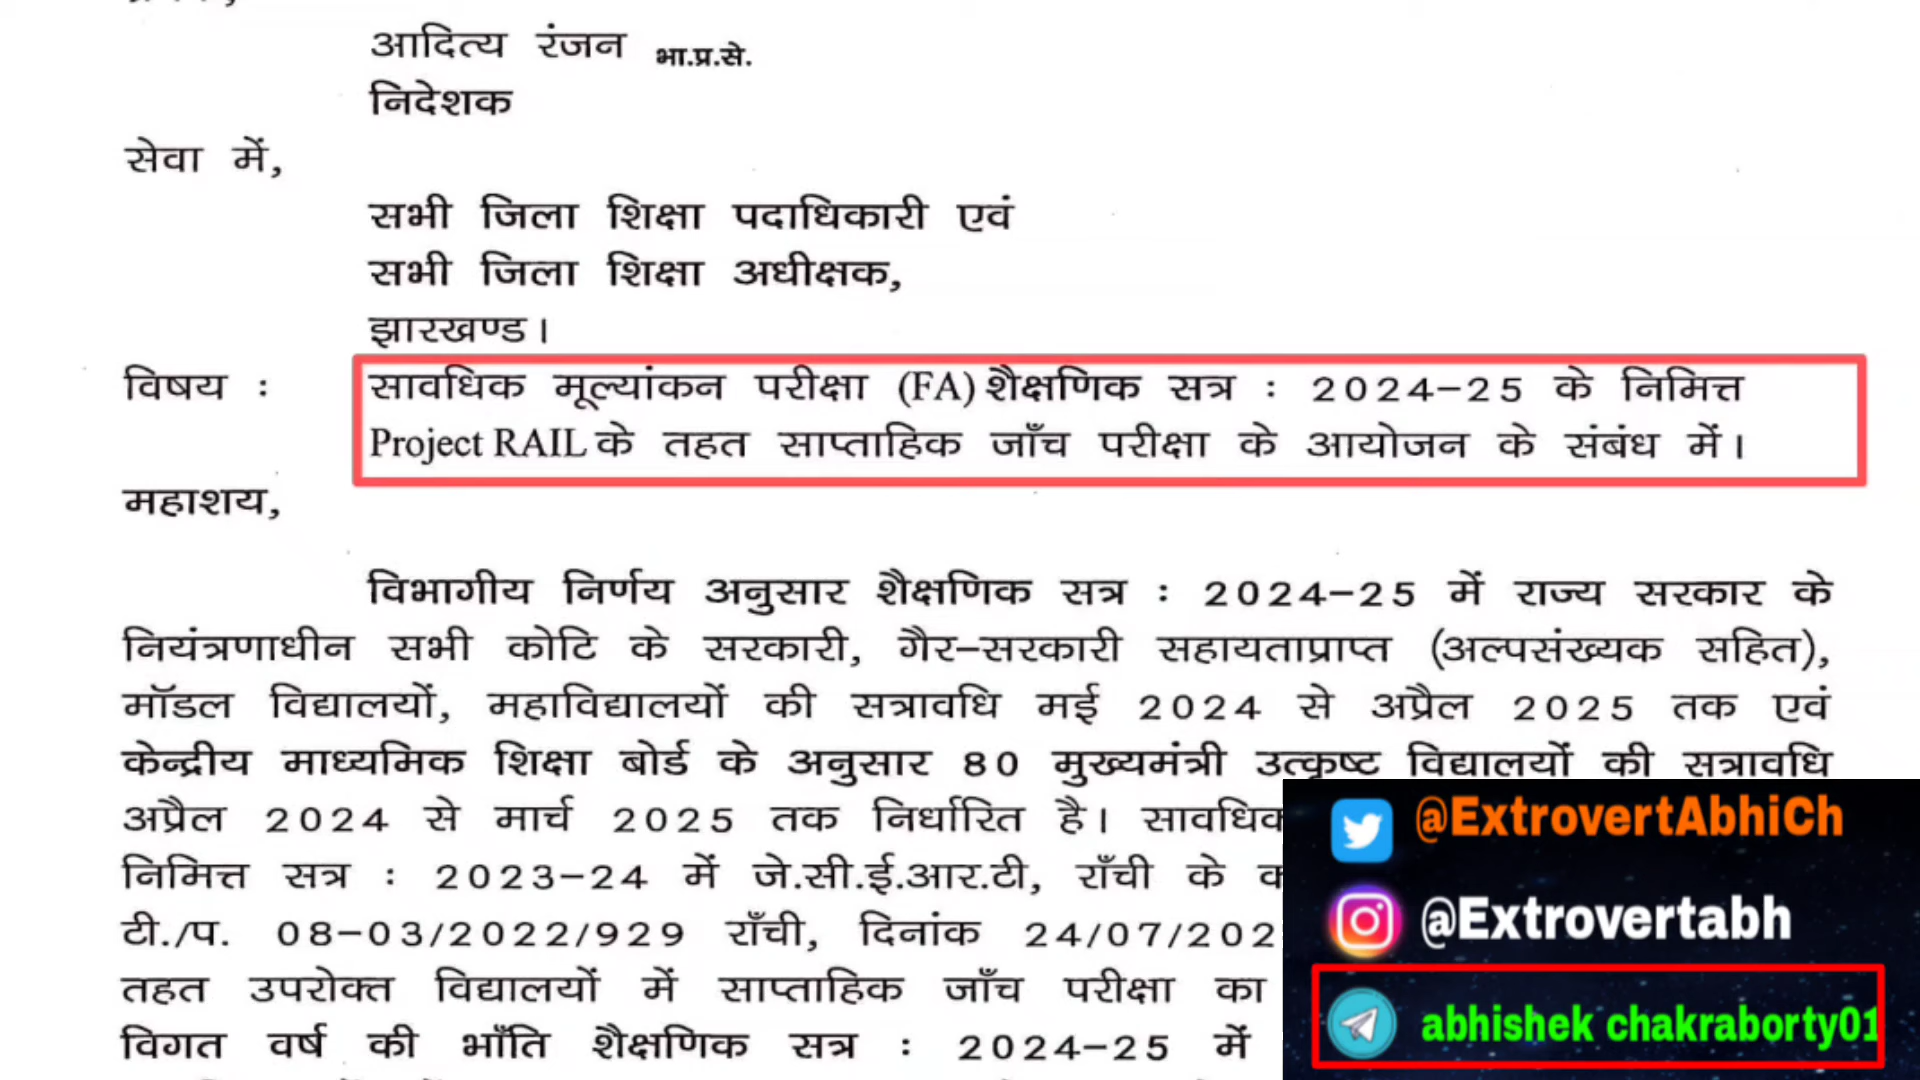 आदित्य रंजन भा.प्र.से.
निदेशक
सेवा में,
सभी जिला शिक्षा पदाधिकारी एवं
सभी जिला शिक्षा अधीक्षक,
झारखण्ड।
विषय : सावधिक मूल्यांकन परीक्षा (FA) शैक्षणिक सत्र : 2024-25 के निमित्त
Project RAIL के तहत साप्ताहिक जाँच परीक्षा के आयोजन के संबंध में।
महाशय,
विभागीय निर्णय अनुसार शैक्षणिक सत्र : 2024-25 में राज्य सरकार के
नियंत्रणाधीन सभी कोटि के सरकारी, गैर-सरकारी सहायताप्राप्त (अल्पसंख्यक सहित),
मॉडल विद्यालयों, महाविद्यालयों की सत्रावधि मई 2024 से अप्रैल 2025 तक एवं
केन्द्रीय माध्यमिक शिक्षा बोर्ड के अनुसार 80 मुख्यमंत्री उत्कृष्ट विद्यालयों की सत्रावधि
अप्रैल 2024 से मार्च 2025 तक निर्धारित है। सावधिक
निमित्त सत्र : 2023-24 में जे.सी.ई.आर.टी, राँची के
टी./प. 08-03/2022/929 राँची, दिनांक 24/07/202
तहत उपरोक्त विद्यालयों में साप्ताहिक जाँच परीक्षा का
विगत वर्ष की भाँति शैक्षणिक सत्र : 2024-25 में
@ExtrovertAbhiCh
@Extrovertabh
abhishek chakraborty01